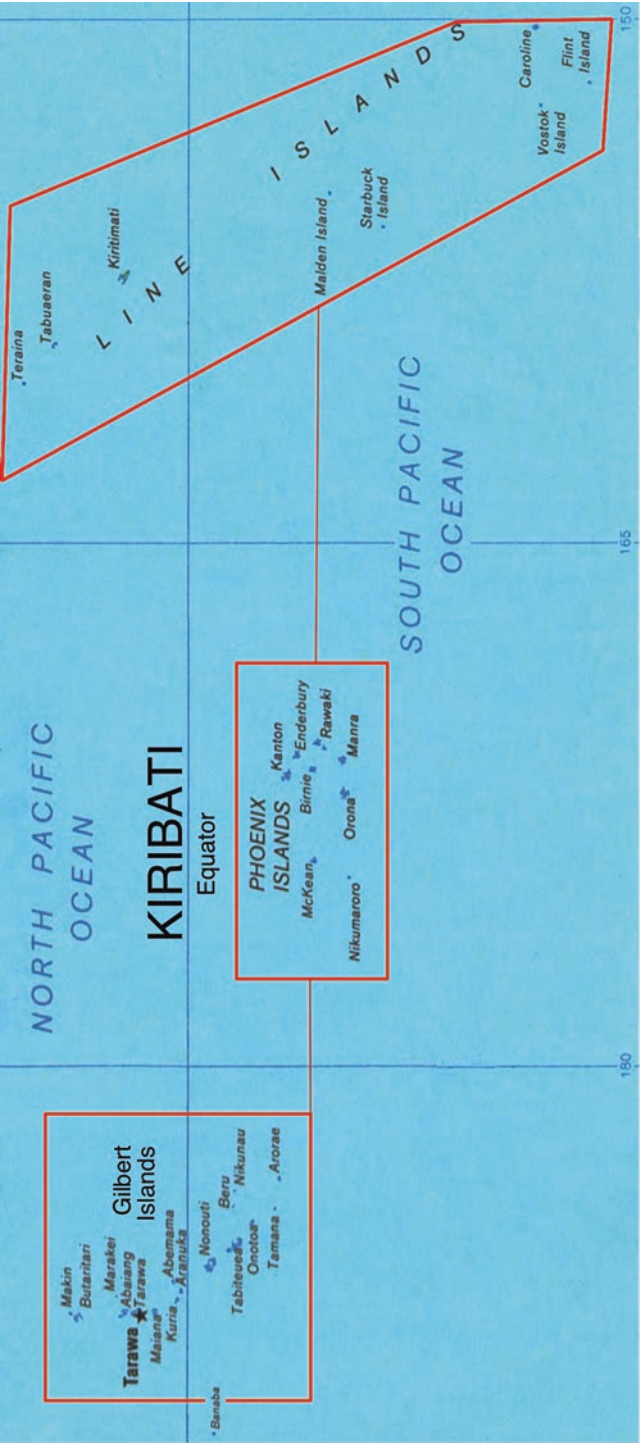 NORTH PACIFIC
OCEAN
KIRIBATI
Equator
Gilbert
Islands
Makin
Butaritari
Marakei
Abaiang
Tarawa
Tarawa
Maiana
Abemama
Kuria
Aranuka
Banaba
Nonouti
Beru
Nikunau
Tabiteuea
Onotoa
Tamana
Arorae
PHOENIX
ISLANDS
Kanton
Enderbury
McKean
Birnie
Rawaki
Nikumaroro
Orona
Manra
LINE ISLANDS
Teraina
Tabuaeran
Kiritimati
Malden Island
Starbuck
Island
Caroline
Vostok
Island
Flint
Island
SOUTH PACIFIC
OCEAN
180
165
150